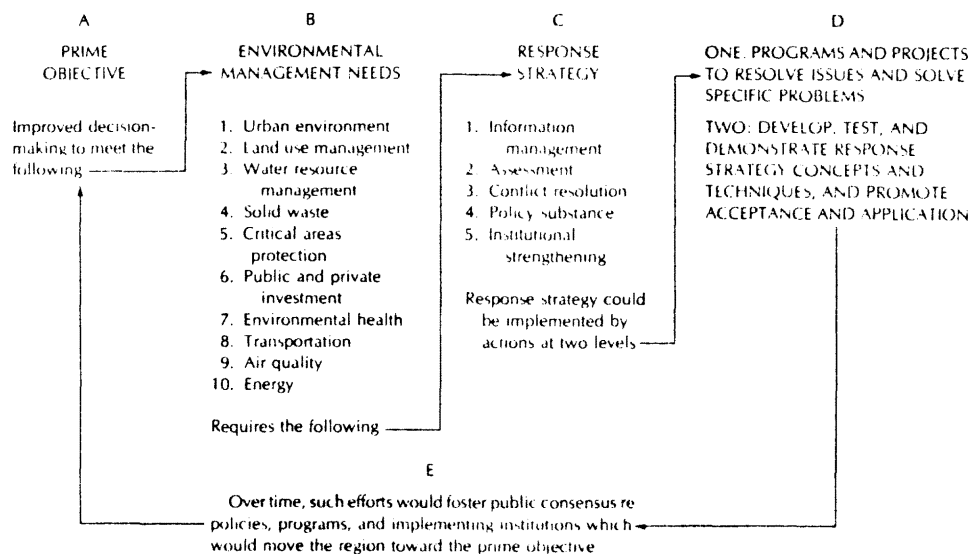 A
PRIME
OBJECTIVE
Improved decision-
making to meet the
following
B
ENVIRONMENTAL
MANAGEMENT NEEDS
1. Urban environment
2. Land use management
3. Water resource
management
4. Solid waste
5. Critical areas
protection
6. Public and private
investment
7. Environmental health
8. Transportation
9. Air quality
10. Energy
Requires the following
C
RESPONSE
STRATEGY
1. Information
management
2. Assessment
3. Conflict resolution
4. Policy substance
5. Institutional
strengthening
Response strategy could
be implemented by
actions at two levels
D
ONE. PROGRAMS AND PROJECTS
TO RESOLVE ISSUES AND SOLVE
SPECIFIC PROBLEMS
TWO: DEVELOP, TEST, AND
DEMONSTRATE RESPONSE
STRATEGY CONCEPTS AND
TECHNIQUES, AND PROMOTE
ACCEPTANCE AND APPLICATION
E
Over time, such efforts would foster public consensus re
policies, programs, and implementing institutions which
would move the region toward the prime objective